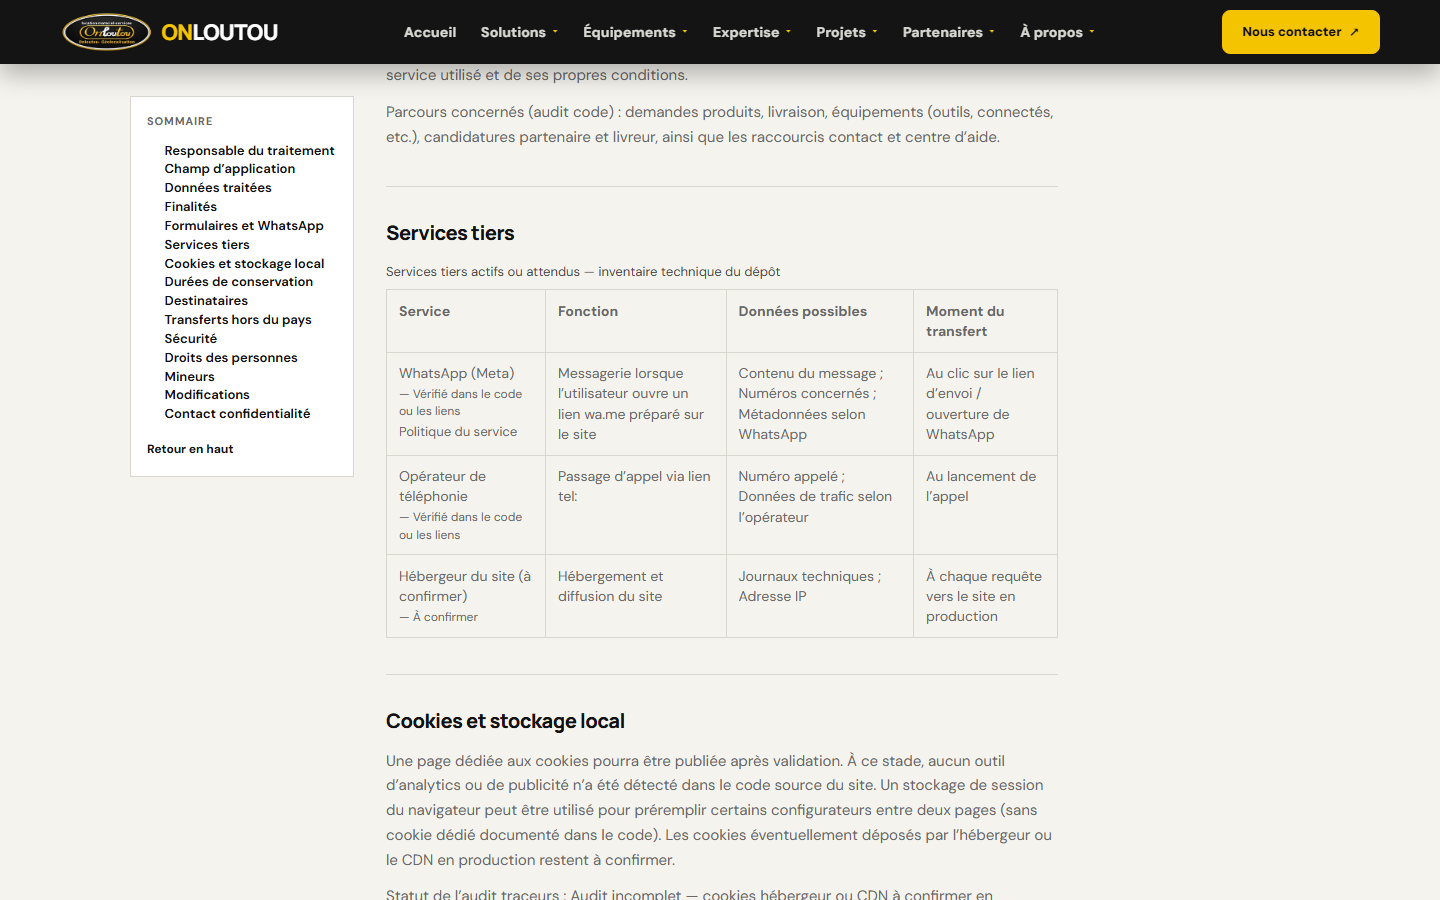 Onloutou
ONLOUTOU
Accueil
Solutions
Équipements
Expertise
Projets
Partenaires
À propos
Nous contacter ↗
SOMMAIRE
Responsable du traitement
Champ d’application
Données traitées
Finalités
Formulaires et WhatsApp
Services tiers
Cookies et stockage local
Durées de conservation
Destinataires
Transferts hors du pays
Sécurité
Droits des personnes
Mineurs
Modifications
Contact confidentialité
Retour en haut
service utilisé et de ses propres conditions.
Parcours concernés (audit code) : demandes produits, livraison, équipements (outils, connectés,
etc.), candidatures partenaire et livreur, ainsi que les raccourcis contact et centre d’aide.
Services tiers
Services tiers actifs ou attendus — inventaire technique du dépôt
Service
Fonction
Données possibles
Moment du
transfert
WhatsApp (Meta)
— Vérifié dans le code
ou les liens
Politique du service
Messagerie lorsque
l’utilisateur ouvre un
lien wa.me préparé sur
le site
Contenu du message ;
Numéros concernés ;
Métadonnées selon
WhatsApp
Au clic sur le lien
d’envoi /
ouverture de
WhatsApp
Opérateur de
téléphonie
— Vérifié dans le code
ou les liens
Passage d’appel via lien
tel:
Numéro appelé ;
Données de trafic selon
l’opérateur
Au lancement de
l’appel
Hébergeur du site (à
confirmer)
— À confirmer
Hébergement et
diffusion du site
Journaux techniques ;
Adresse IP
À chaque requête
vers le site en
production
Cookies et stockage local
Une page dédiée aux cookies pourra être publiée après validation. À ce stade, aucun outil
d’analytics ou de publicité n’a été détecté dans le code source du site. Un stockage de session
du navigateur peut être utilisé pour préremplir certains configurateurs entre deux pages (sans
cookie dédié documenté dans le code). Les cookies éventuellement déposés par l’hébergeur ou
le CDN en production restent à confirmer.
Statut de l’audit traceurs : Audit incomplet — cookies hébergeur ou CDN à confirmer en